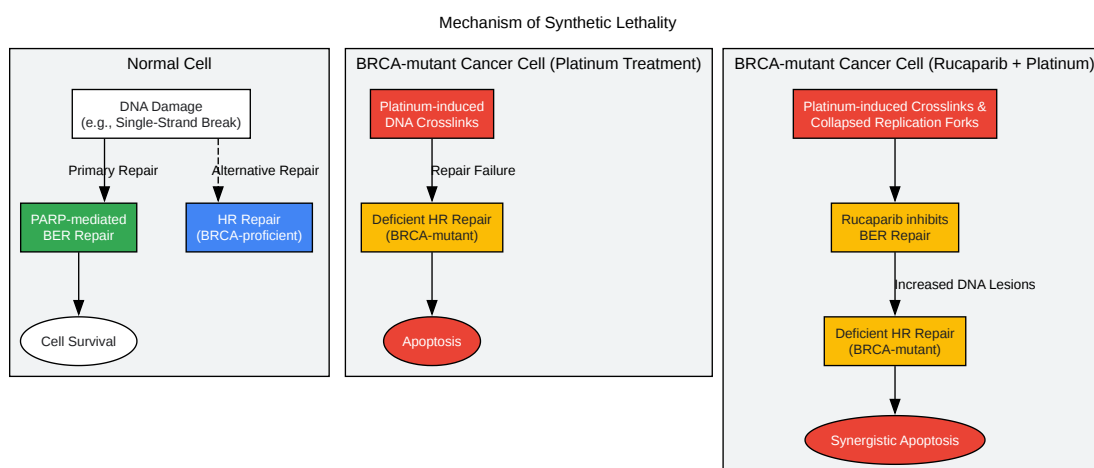 Mechanism of Synthetic Lethality
Normal Cell
DNA Damage
(e.g., Single-Strand Break)
Primary Repair
Alternative Repair
PARP-mediated
BER Repair
HR Repair
(BRCA-proficient)
Cell Survival
BRCA-mutant Cancer Cell (Platinum Treatment)
Platinum-induced
DNA Crosslinks
Repair Failure
Deficient HR Repair
(BRCA-mutant)
Apoptosis
BRCA-mutant Cancer Cell (Rucaparib + Platinum)
Platinum-induced Crosslinks &
Collapsed Replication Forks
Rucaparib inhibits
BER Repair
Increased DNA Lesions
Deficient HR Repair
(BRCA-mutant)
Synergistic Apoptosis